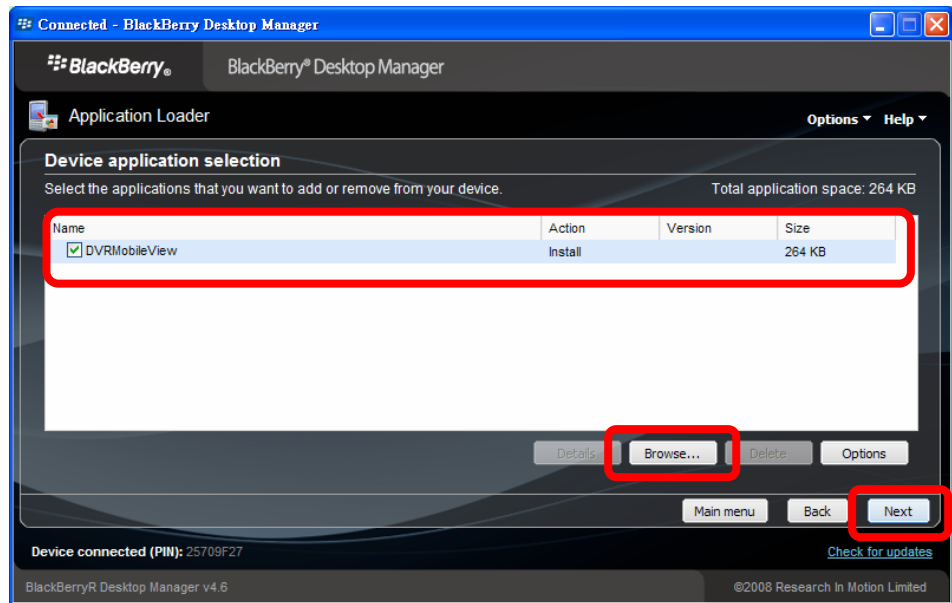 Connected - BlackBerry Desktop Manager
BlackBerry® BlackBerry® Desktop Manager
Application Loader Options Help
Device application selection
Select the applications that you want to add or remove from your device. Total application space: 264 KB
Name Action Version Size
DVRMobileView Install 264 KB
Details Browse... Delete Options
Main menu Back Next
Device connected (PIN): 25709F27 Check for updates
BlackBerryR Desktop Manager v4.6 ©2008 Research In Motion Limited